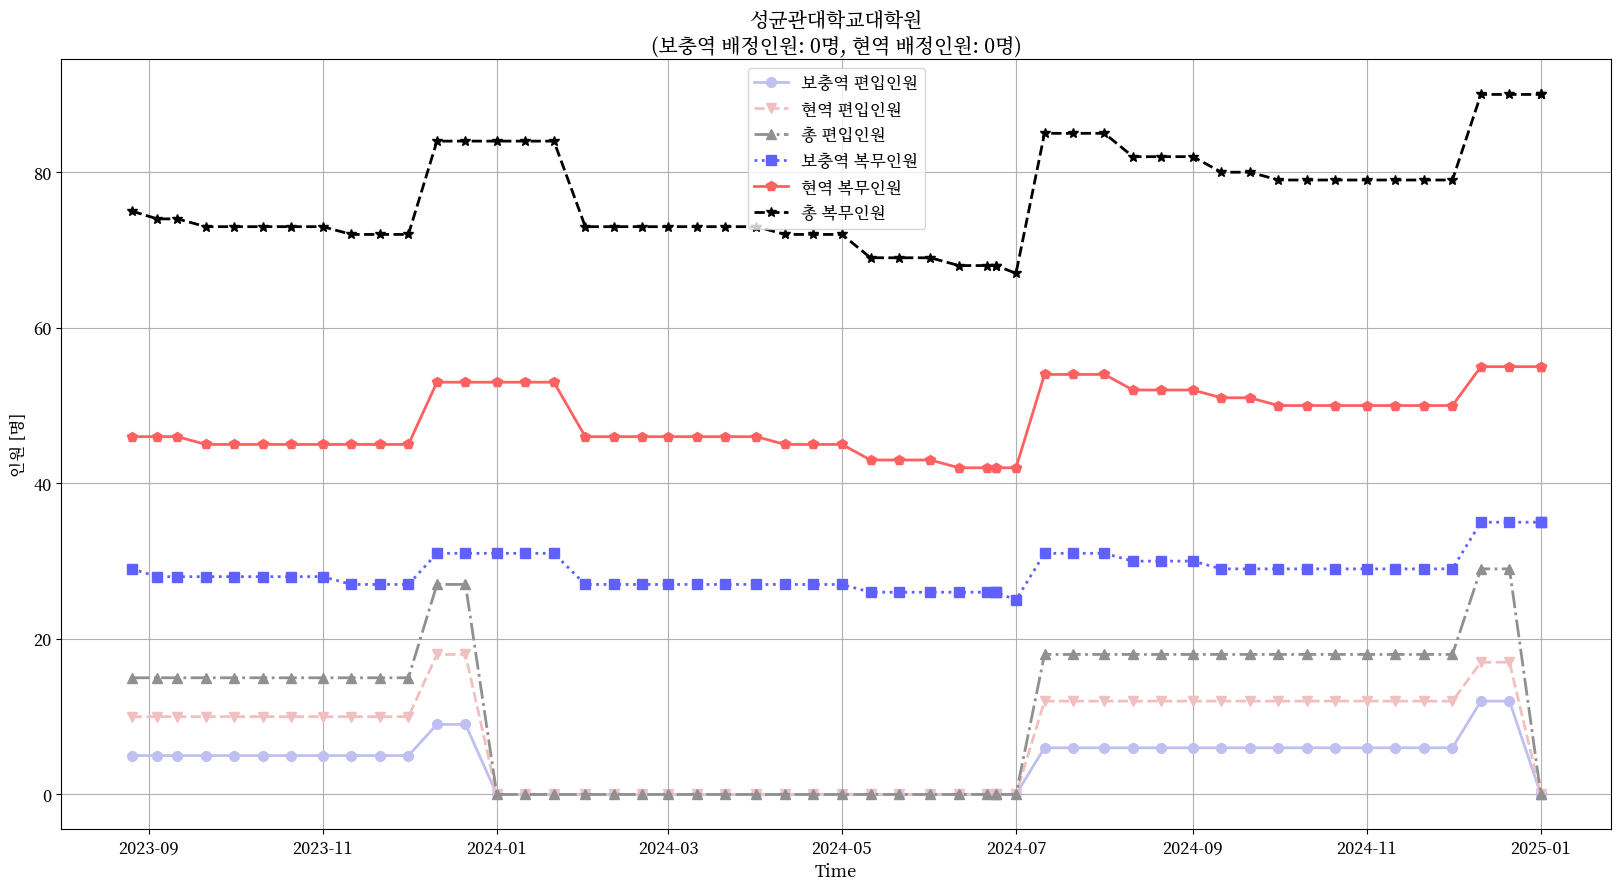 성균관대학교대학원
(보충역 배정인원: 0명, 현역 배정인원: 0명)
보충역 편입인원
현역 편입인원
총 편입인원
보충역 복무인원
현역 복무인원
총 복무인원
인원 [명]
80
60
40
20
0
2023-09
2023-11
2024-01
2024-03
2024-05
2024-07
2024-09
2024-11
2025-01
Time